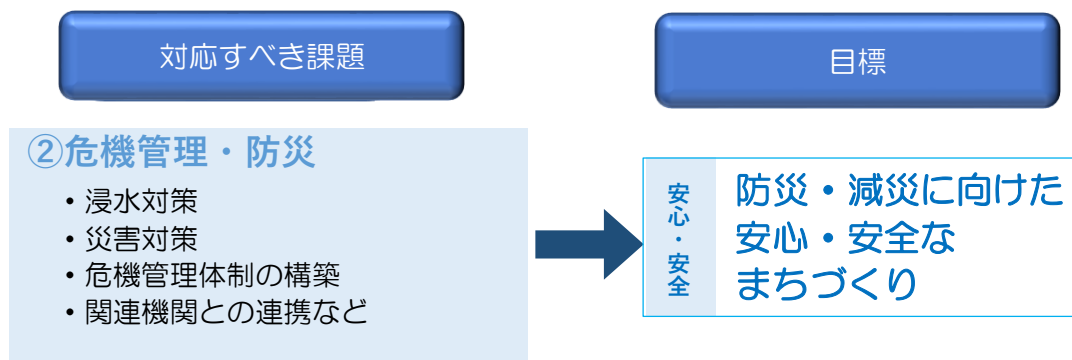 対応すべき課題
目標
②危機管理・防災
・浸水対策
・災害対策
・危機管理体制の構築
・関連機関との連携など
安心・安全
防災・減災に向けた
安心・安全な
まちづくり